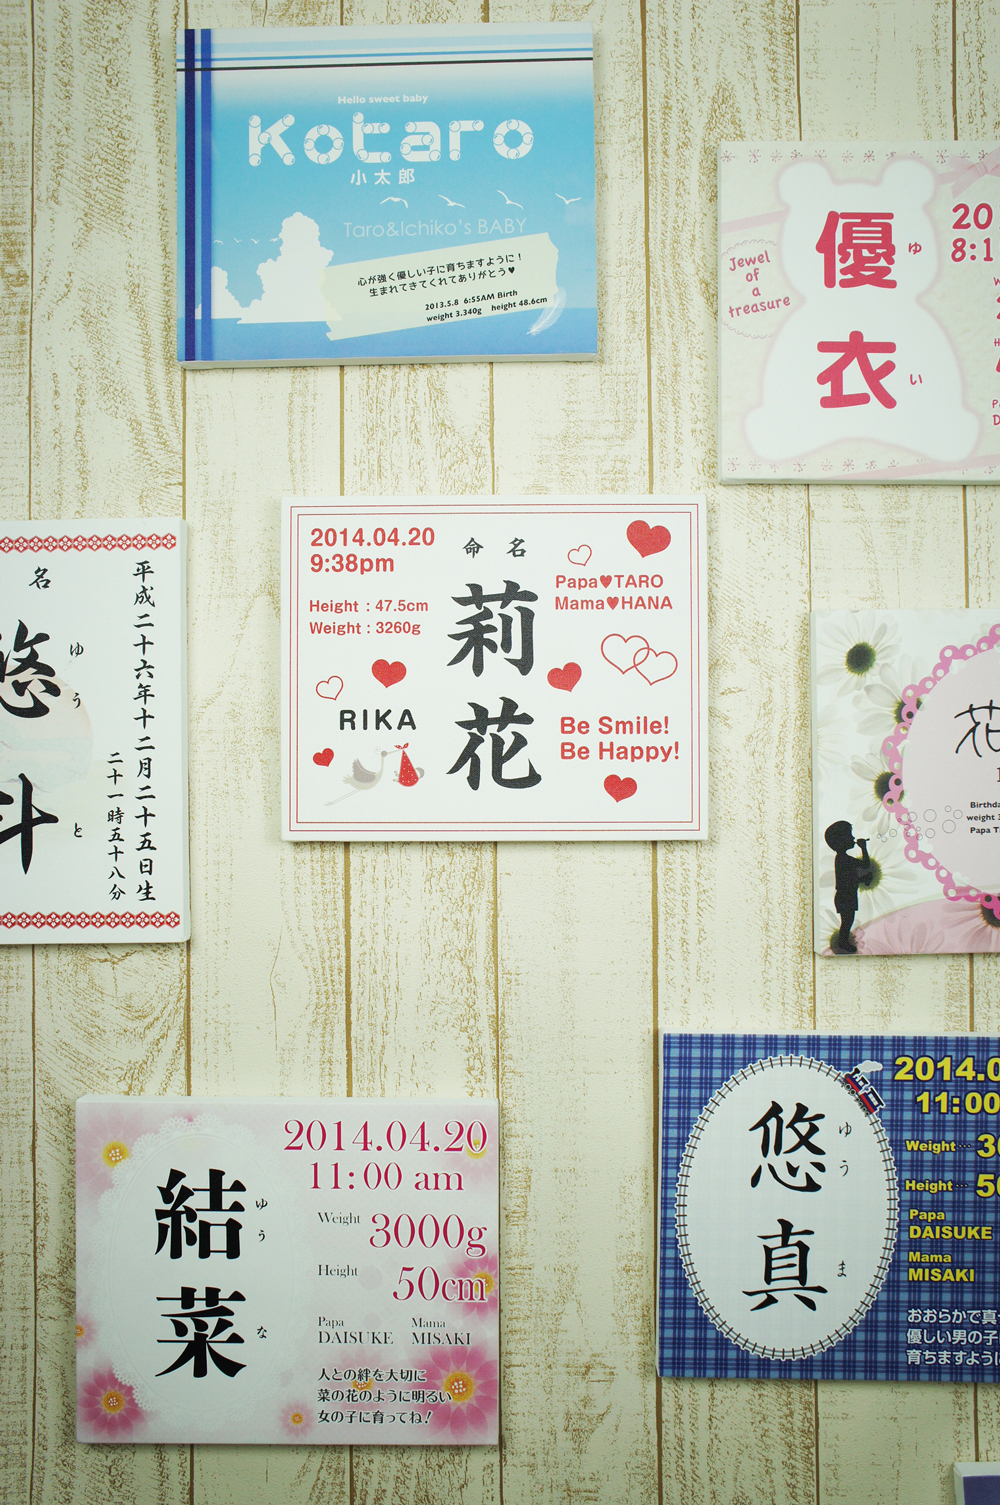 Hello sweet baby
Kotaro
小太郎
Taro&Ichiko's BABY
心が強く優しい子に育ちますように！
生まれてきてくれてありがとう♥
2013.5.8 6:55AM Birth
weight 3.340g height 48.6cm
Jewel
of
a
treasure
優衣
ゆい
20
8:1
名
悠斗
ゆうと
平成二十六年十二月二十五日生
二十一時五十八分
2014.04.20
9:38pm
Height : 47.5cm
Weight : 3260g
RIKA
命名
莉花
Papa♥TARO
Mama♥HANA
Be Smile!
Be Happy!
花
Birthda
weight 3
Papa T
結菜
ゆうな
2014.04.20
11:00 am
Weight 3000g
Height 50cm
Papa Mama
DAISUKE MISAKI
人との絆を大切に
菜の花のように明るい
女の子に育ってね！
悠真
ゆうま
2014.0
11:00
Weight… 30
Height… 50
Papa
DAISUKE
Mama
MISAKI
おおらかで真
優しい男の子
育ちますように